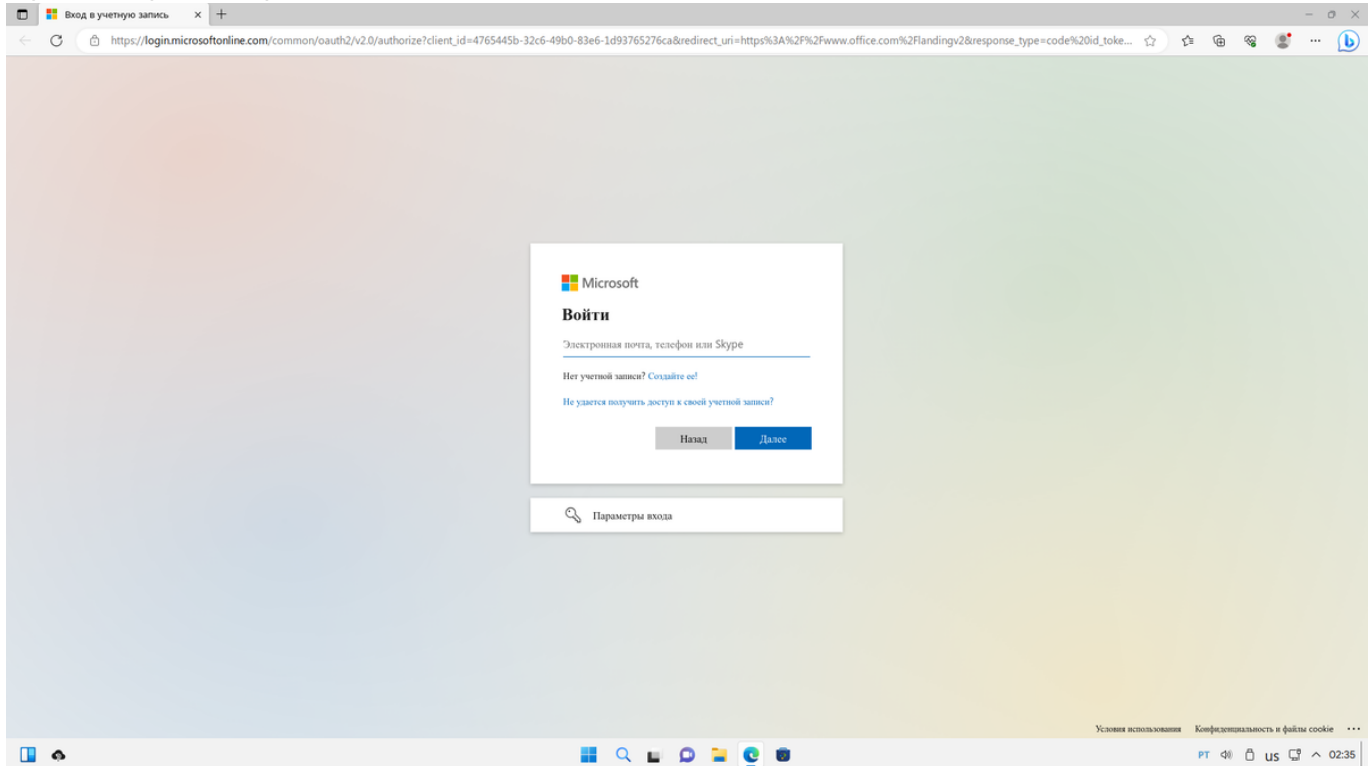 Вход в учетную запись
https://login.microsoftonline.com/common/oauth2/v2.0/authorize?client_id=4765445b-32c6-49b0-83e6-1d93765276ca&redirect_uri=https%3A%2F%2Fwww.office.com%2Flandingv2&response_type=code%20id_toke...
Microsoft
Войти
Электронная почта, телефон или Skype
Нет учетной записи? Создайте ее!
Не удается получить доступ к своей учетной записи?
Назад Далее
Параметры входа
Условия использования Конфиденциальность и файлы cookie ...
PT US 02:35